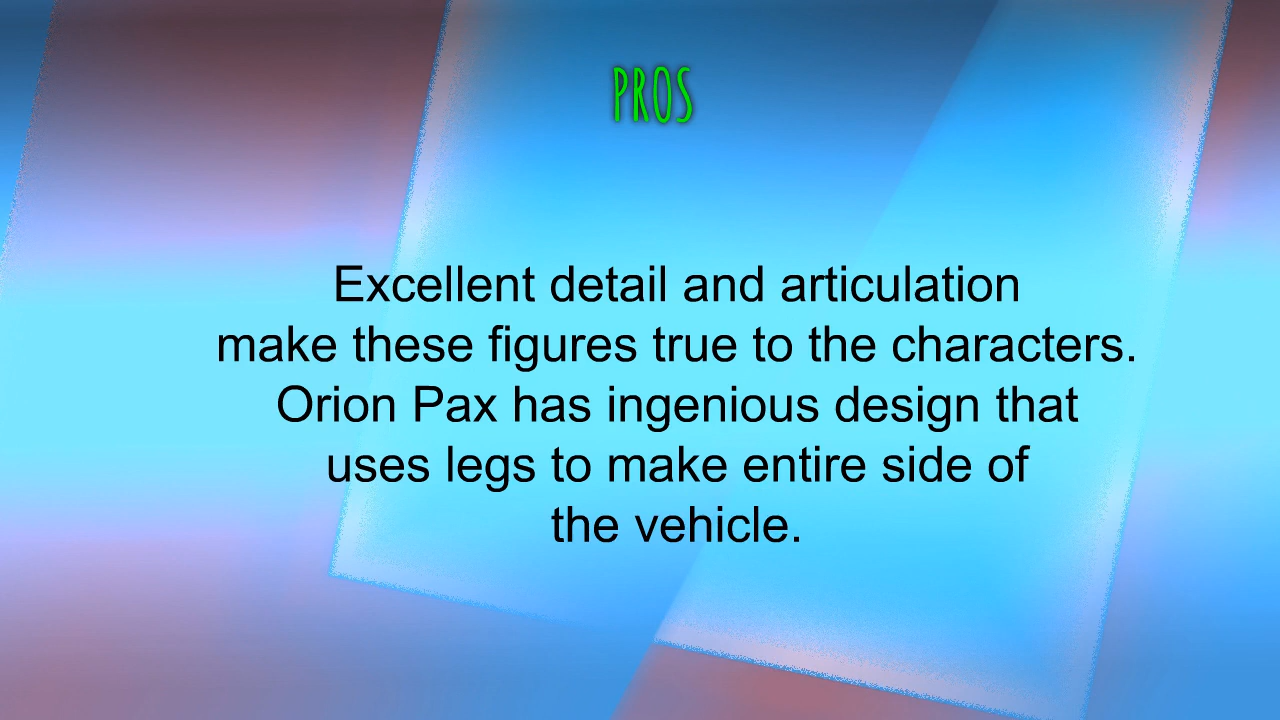 PROS
Excellent detail and articulation
make these figures true to the characters.
Orion Pax has ingenious design that
uses legs to make entire side of
the vehicle.